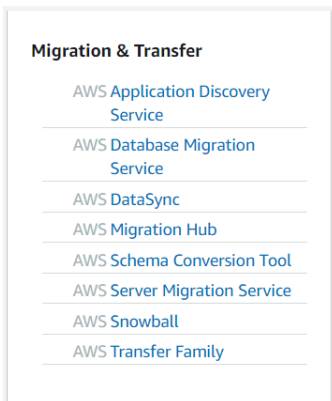 Migration & Transfer
AWS Application Discovery
Service
AWS Database Migration
Service
AWS DataSync
AWS Migration Hub
AWS Schema Conversion Tool
AWS Server Migration Service
AWS Snowball
AWS Transfer Family